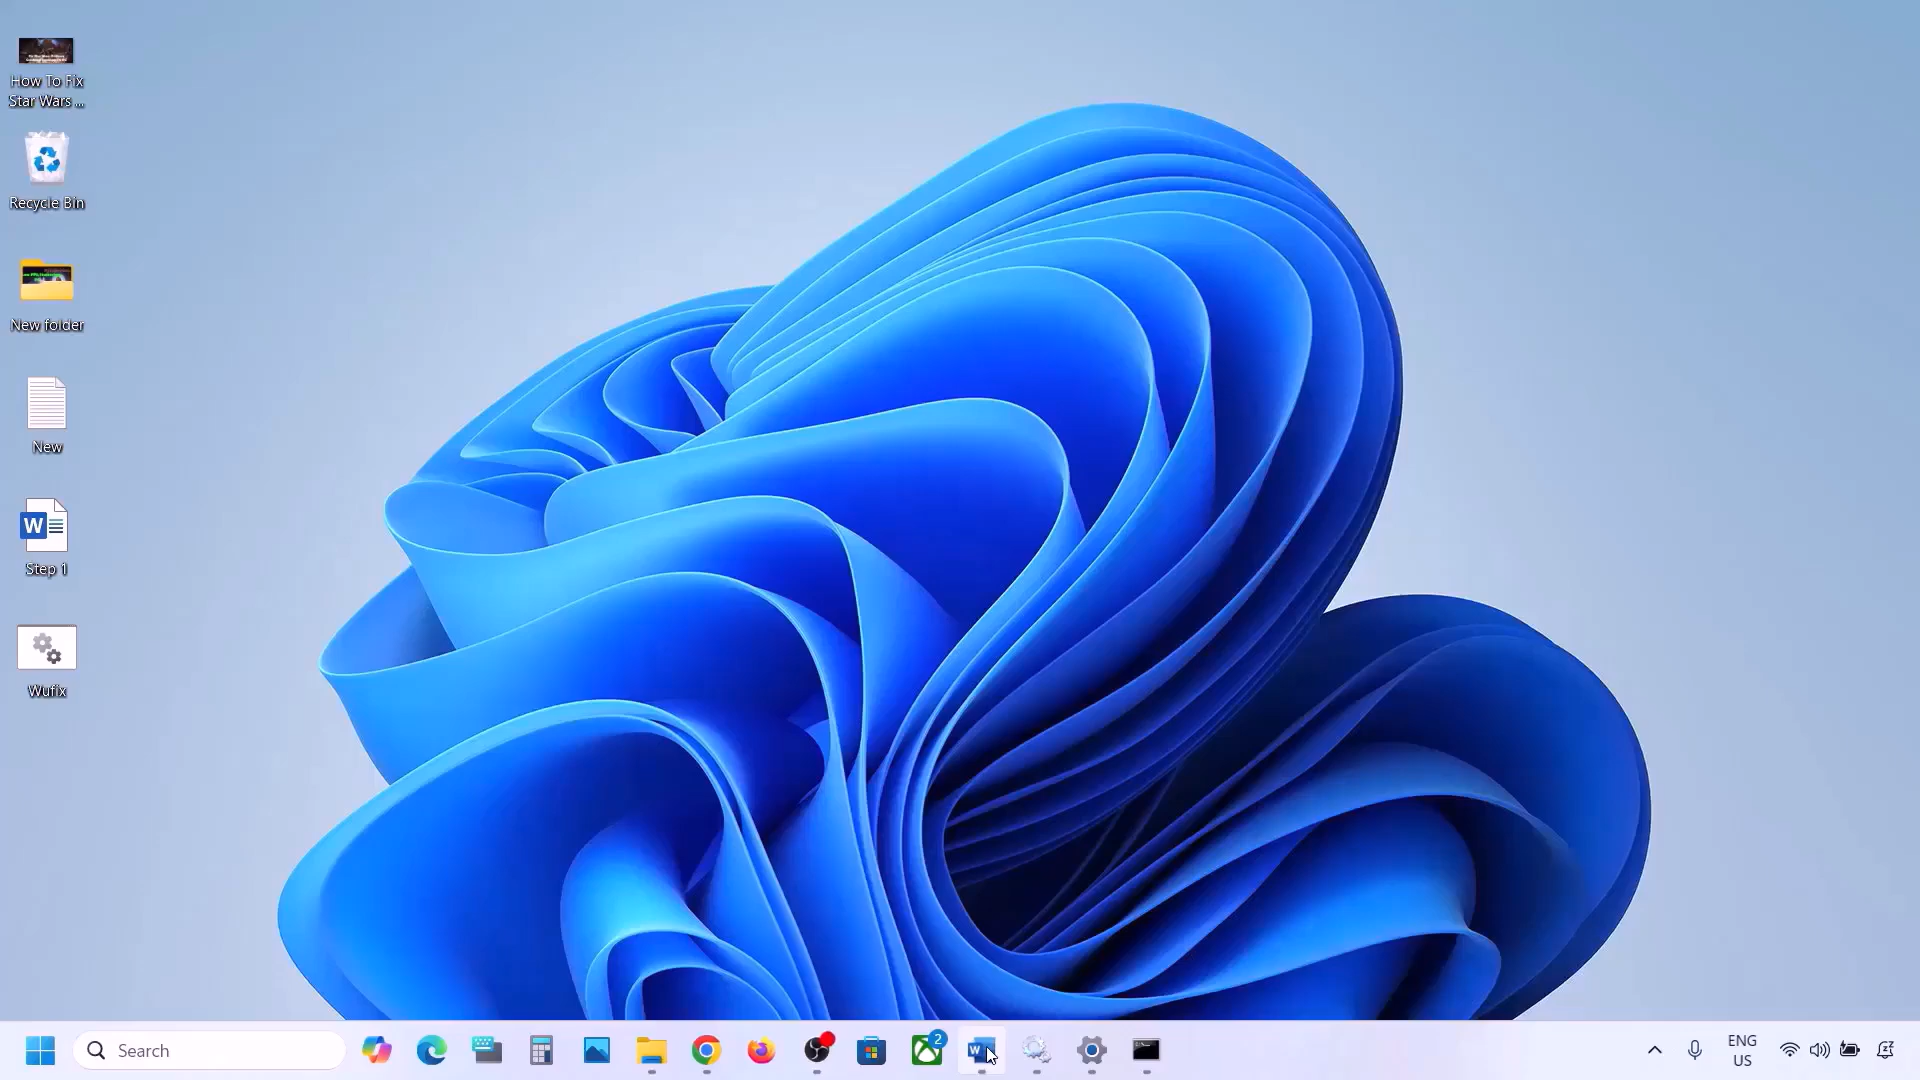 How To Fix
Star Wars ...
Recycle Bin
New folder
New
Step 1
Wufix
Search
2
ENG
US